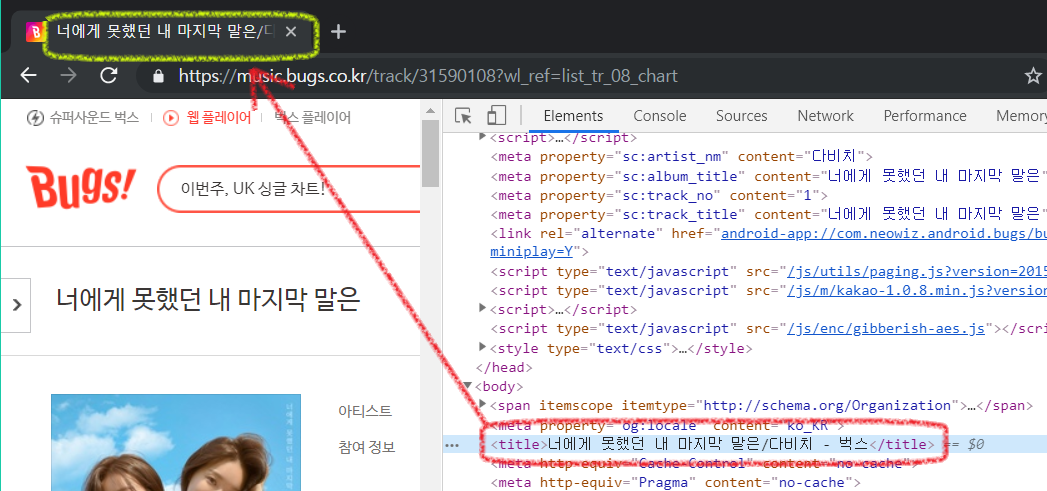 너에게 못했던 내 마지막 말은/다
https://music.bugs.co.kr/track/31590108?wl_ref=list_tr_08_chart
슈퍼사운드 벅스 웹 플레이어 벅스 플레이어
Bugs!
이번주, UK 싱글 차트!
너에게 못했던 내 마지막 말은
아티스트
참여 정보
Elements Console Sources Network Performance Memory
<script>…</script>
<meta property="sc:artist_nm" content="다비치">
<meta property="sc:album_title" content="너에게 못했던 내 마지막 말은"
<meta property="sc:track_no" content="1">
<meta property="sc:track_title" content="너에게 못했던 내 마지막 말은"
<link rel="alternate" href="android-app://com.neowiz.android.bugs/bu
miniplay=Y">
<script type="text/javascript" src="/js/utils/paging.js?version=2015
<script type="text/javascript" src="/js/m/kakao-1.0.8.min.js?version
<script>…</script>
<script type="text/javascript" src="/js/enc/gibberish-aes.js"></scri
<style type="text/css">…</style>
</head>
<body>
<span itemscope itemtype="http://schema.org/Organization">…</span>
<meta property="og:locale" content="ko_KR">
<title>너에게 못했던 내 마지막 말은/다비치 - 벅스</title> == $0
<meta http-equiv="Cache-Control" content="no-cache">
<meta http-equiv="Pragma" content="no-cache">